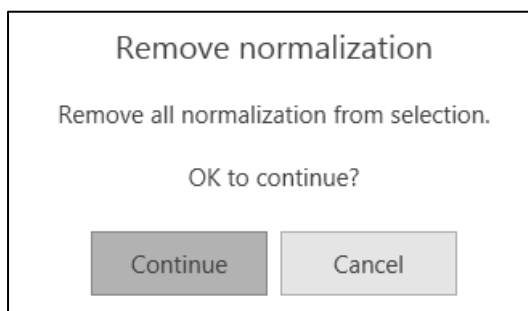 Remove normalization
Remove all normalization from selection.
OK to continue?
Continue Cancel